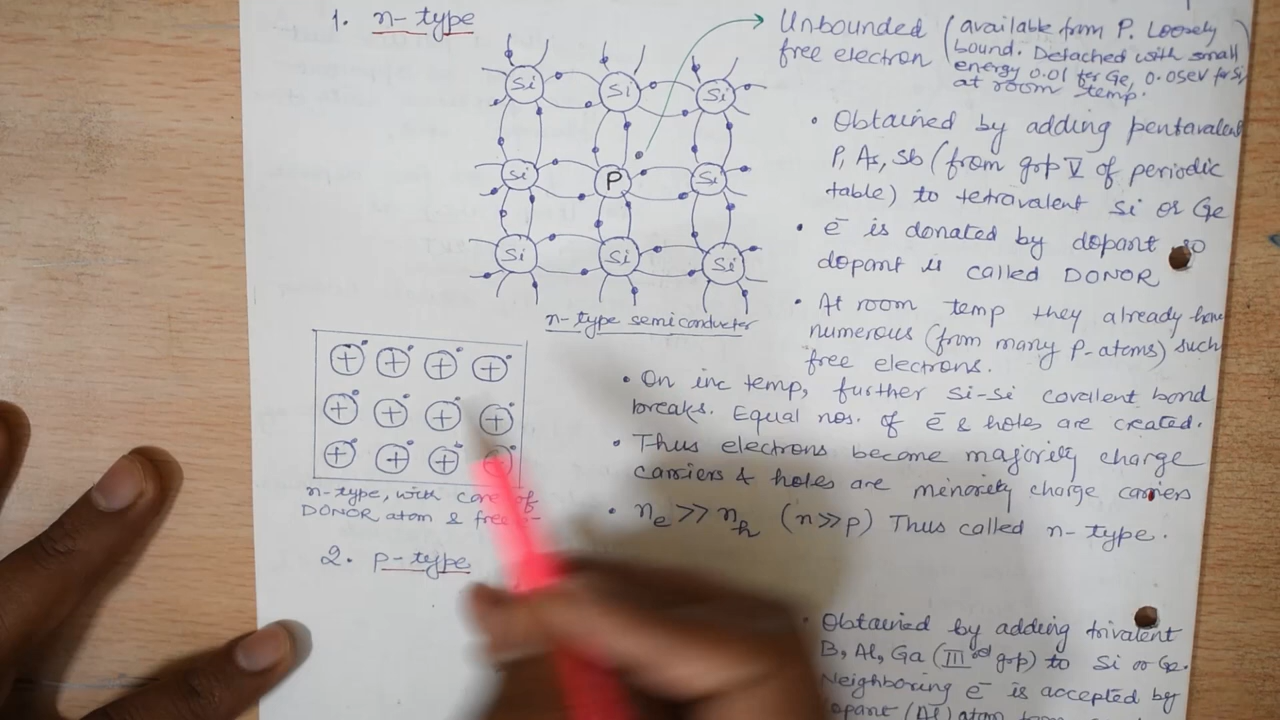 1. n-type
Unbounded
free electron
(available from P. Loosely
bound. Detached with small
energy 0.01 for Ge, 0.05eV for Si
at room temp.)
Si Si Si
Si P Si
Si Si Si
n-type semiconductor
• Obtained by adding pentavalent
P, As, Sb (from grp V of periodic
table) to tetravalent Si or Ge
• e̅ is donated by dopant so
dopant is called DONOR
• At room temp they already have
numerous (from many P-atoms) such
free electrons.
• On inc temp, further Si-Si covalent bond
breaks. Equal nos. of e̅ & holes are created.
• Thus electrons become majority charge
carriers & holes are minority charge carriers
• nₑ >> nₕ (n>>p) Thus called n-type.
+ + + +
+ + + +
+ + + +
n-type, with core of
DONOR atom & free
2. p-type
• Obtained by adding trivalent
B, Al, Ga (III rd grp) to Si or Ge.
Neighboring e̅ is accepted by
dopant (Al) atom